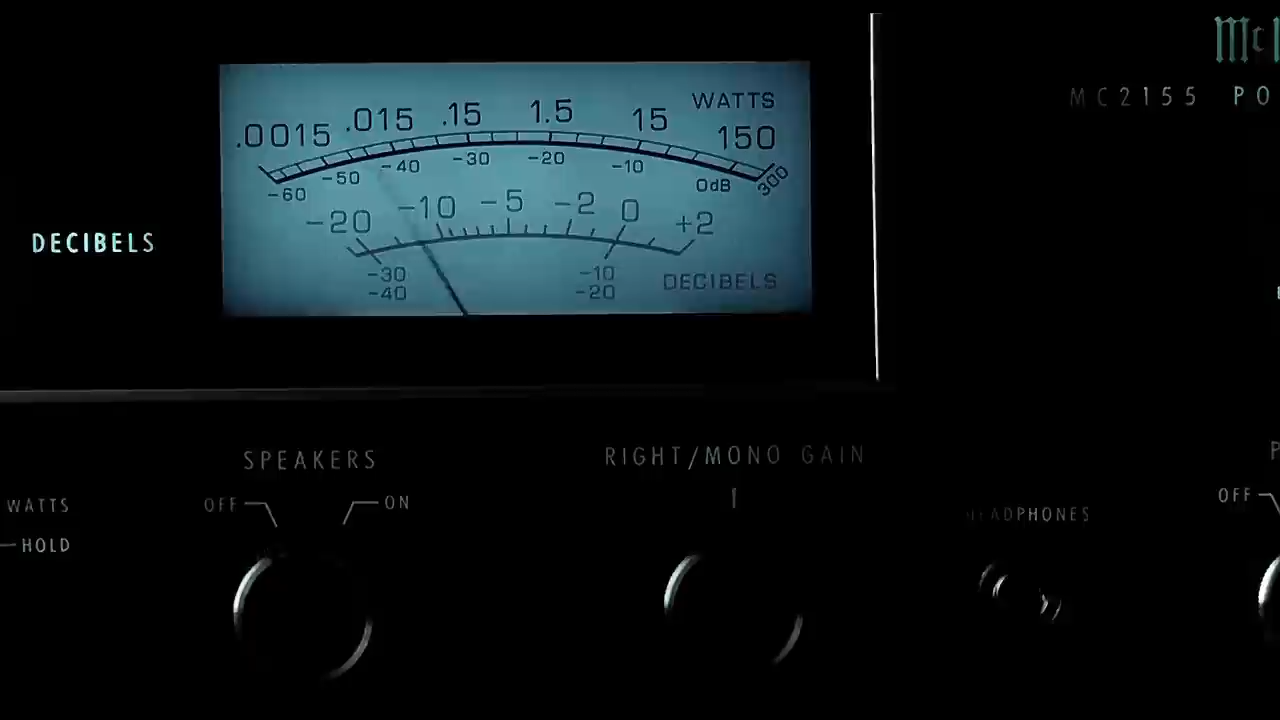 Mc
MC2155 PO
WATTS
.0015 .015 .15 1.5 15 150
300
-60 -50 -40 -30 -20 -10 0dB
-20 -10 -5 -2 0 +2
DECIBELS
-30 -10
-40 -20
DECIBELS
SPEAKERS
RIGHT/MONO GAIN
WATTS
OFF ON
OFF
HOLD
HEADPHONES